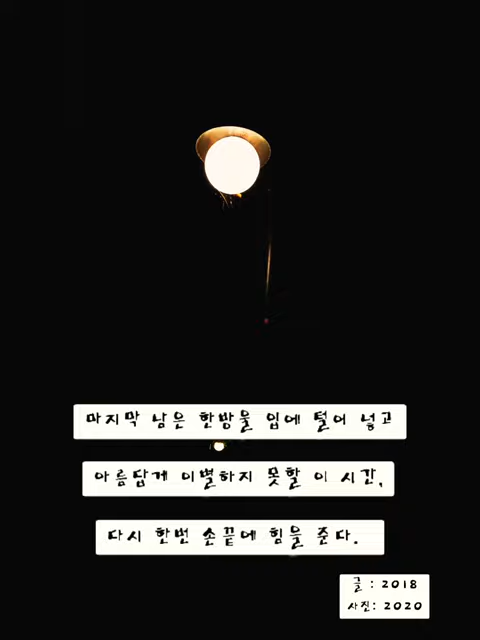 마지막 남은 한방울 입에 털어 넣고
아름답게 이별하지 못할 이 시간,
다시 한번 손끝에 힘을 준다.
글 : 2018
사진: 2020